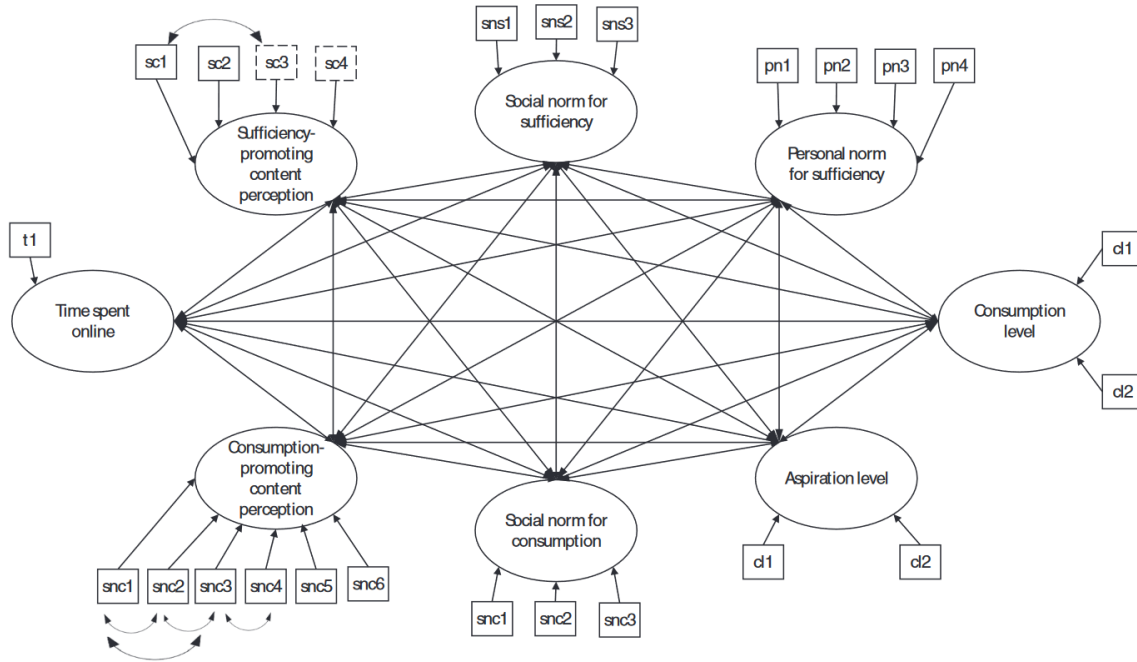 sns1
sns2
sns3
sc1
sc2
sc3
sc4
pn1
pn2
pn3
pn4
Social norm for
sufficiency
Sufficiency-
promoting
content
perception
Personal norm
for sufficiency
t1
cl1
Time spent
online
Consumption
level
cl2
Consumption-
promoting
content
perception
Aspiration level
Social norm for
consumption
cl1
cl2
snc1
snc2
snc3
snc4
snc5
snc6
snc1
snc2
snc3